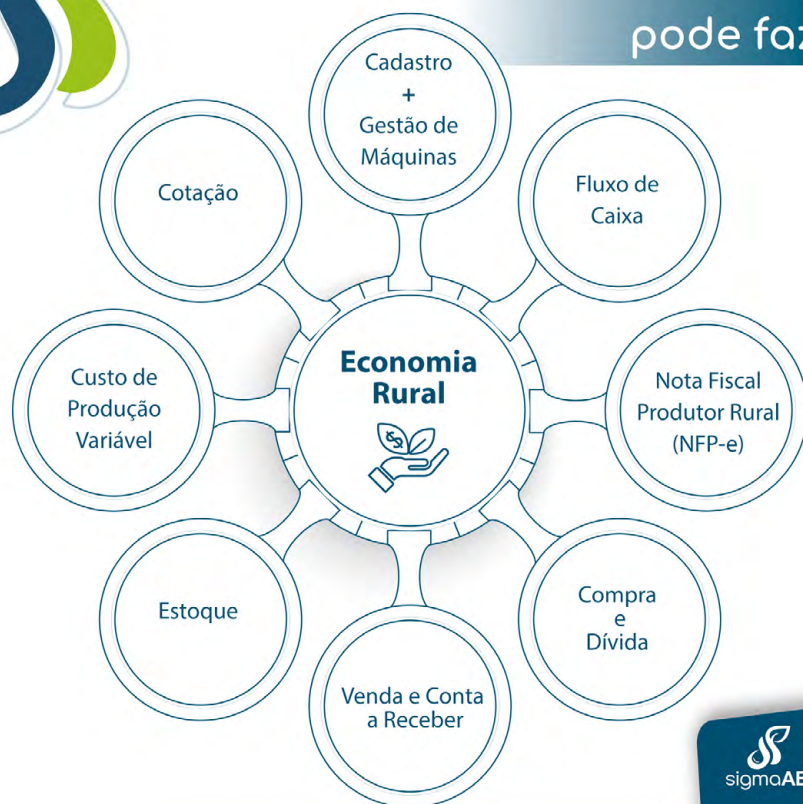 pode faz
Cadastro
+
Gestão de
Máquinas
Fluxo de
Caixa
Nota Fiscal
Produtor Rural
(NFP-e)
Compra
e
Dívida
Venda e Conta
a Receber
Estoque
Custo de
Produção
Variável
Cotação
Economia
Rural
$
sigmaAB